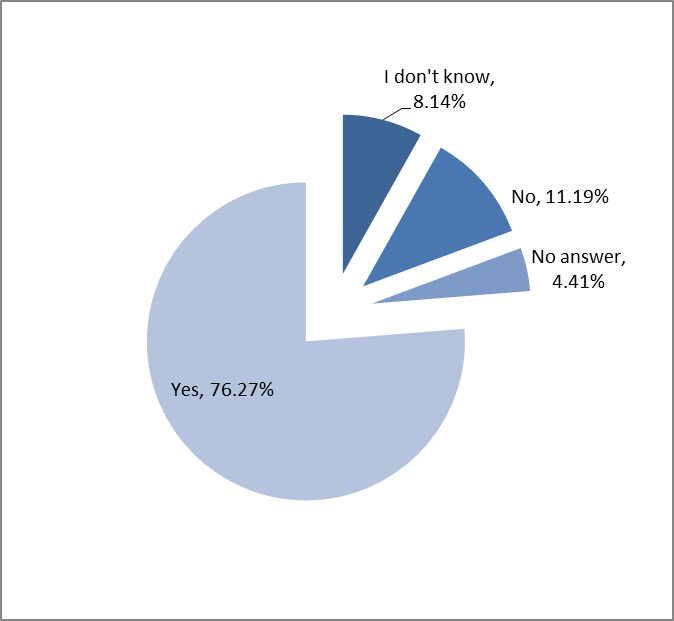 I don't know,
8.14%
No, 11.19%
No answer,
4.41%
Yes, 76.27%